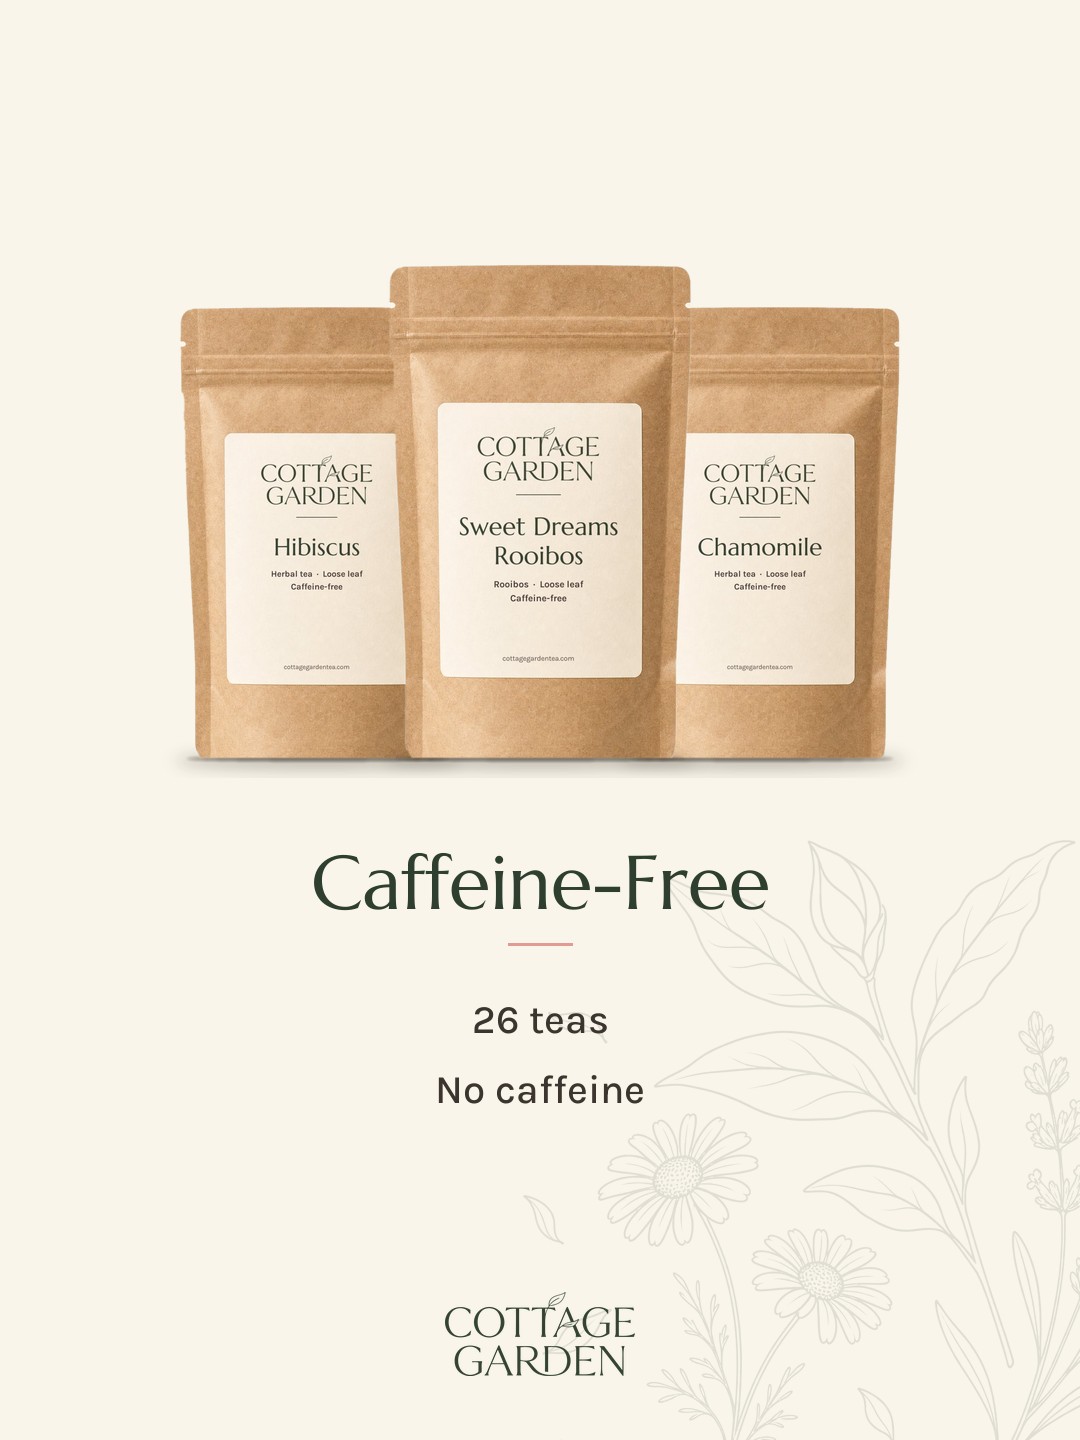 COTTAGE
GARDEN
Hibiscus
Herbal tea · Loose leaf
Caffeine-free
cottagegardentea.com
COTTAGE
GARDEN
Sweet Dreams
Rooibos
Rooibos · Loose leaf
Caffeine-free
cottagegardentea.com
COTTAGE
GARDEN
Chamomile
Herbal tea · Loose leaf
Caffeine-free
cottagegardentea.com
Caffeine-Free
26 teas
No caffeine
COTTAGE
GARDEN